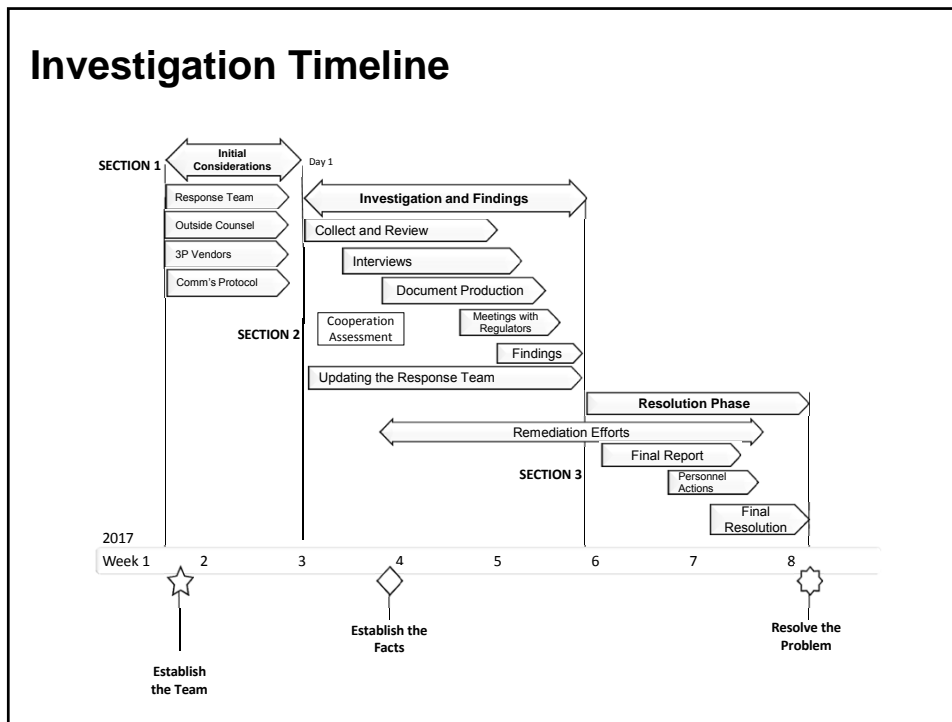 Investigation Timeline
SECTION 1
Initial
Considerations
Day 1
Response Team
Outside Counsel
3P Vendors
Comm's Protocol
Investigation and Findings
Collect and Review
Interviews
Document Production
SECTION 2
Cooperation
Assessment
Meetings with
Regulators
Findings
Updating the Response Team
Resolution Phase
Remediation Efforts
SECTION 3
Final Report
Personnel
Actions
Final
Resolution
2017
Week 1 2 3 4 5 6 7 8
Establish
the Team
Establish the
Facts
Resolve the
Problem